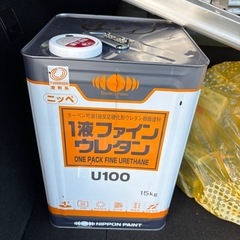 ニッペ
ターペン可溶1液反応硬化形ウレタン樹脂塗料
1液ファイン
ウレタン
ONE PACK FINE URETHANE
U100
15kg
NIPPON PAINT